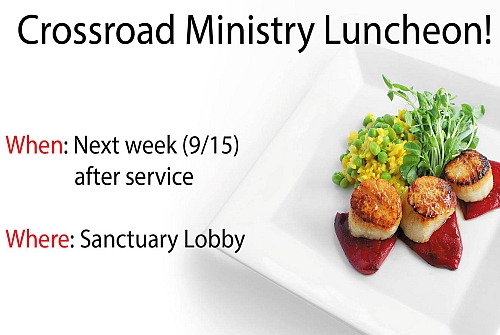 Crossroad Ministry Luncheon!
When: Next week (9/15)
after service
Where: Sanctuary Lobby